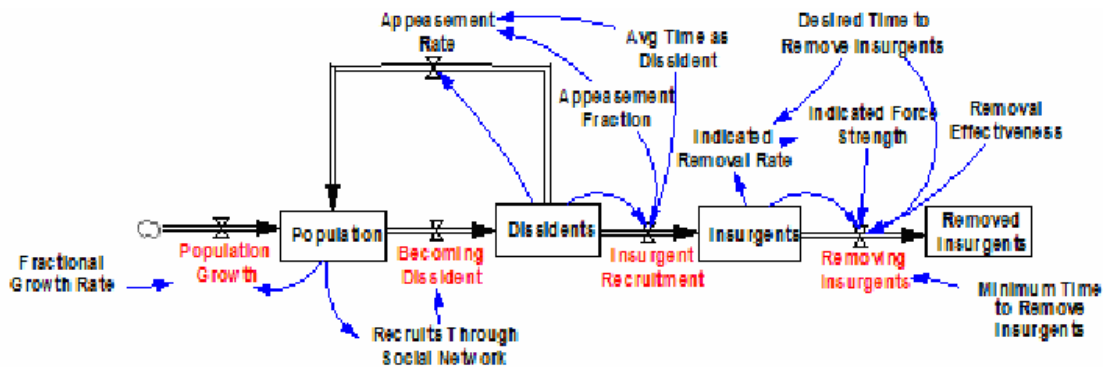 Appeasement
Rate
Avg Time as
Dissident
Desired Time to
Remove Insurgents
Appeasement
Fraction
Indicated
Removal Rate
Indicated Force
Strength
Removal
Effectiveness
Population
Dissidents
Insurgents
Removed
Insurgents
Population
Growth
Becoming
Dissident
Insurgent
Recruitment
Removing
Insurgents
Fractional
Growth Rate
Recruits Through
Social Network
Minimum Time
to Remove
Insurgents